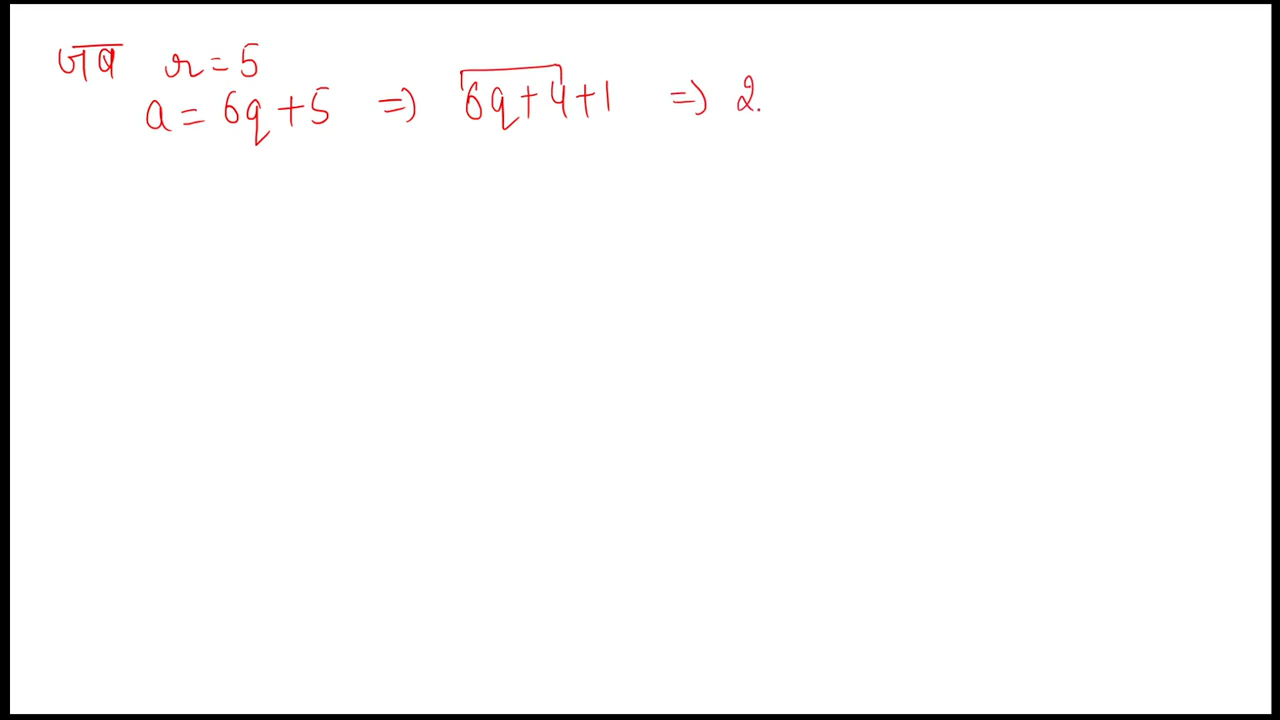 जब r = 5
a = 6q + 5 => 6q + 4 + 1 => 2.